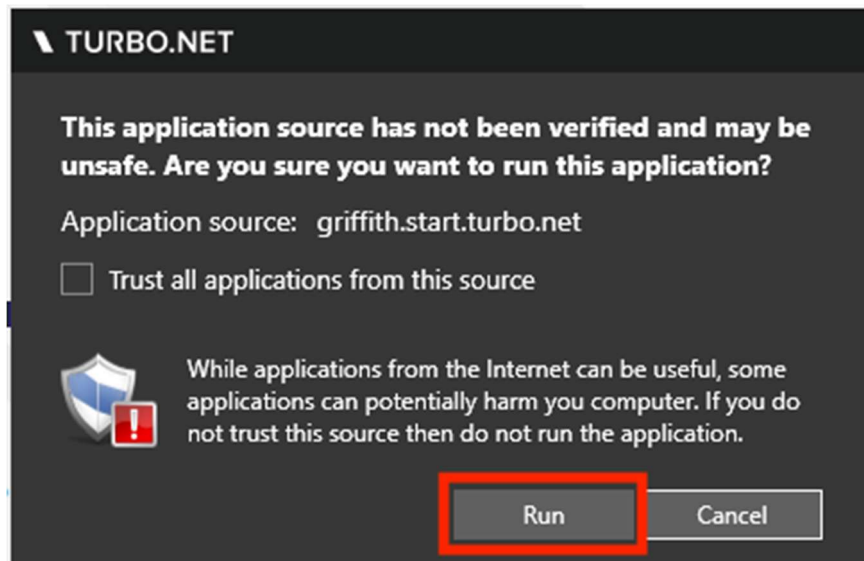 TURBO.NET
This application source has not been verified and may be
unsafe. Are you sure you want to run this application?
Application source: griffith.start.turbo.net
Trust all applications from this source
While applications from the Internet can be useful, some
applications can potentially harm you computer. If you do
not trust this source then do not run the application.
Run
Cancel